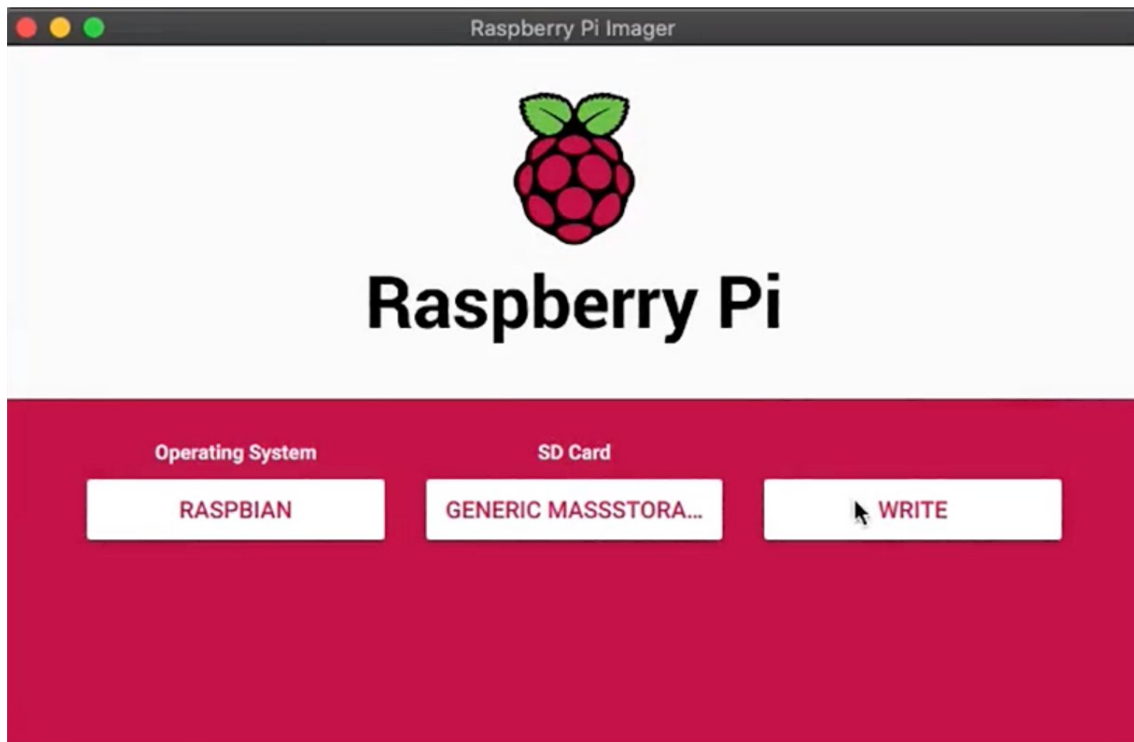 Raspberry Pi Imager
Raspberry Pi
Operating System
SD Card
RASPBIAN
GENERIC MASSSTORA...
WRITE